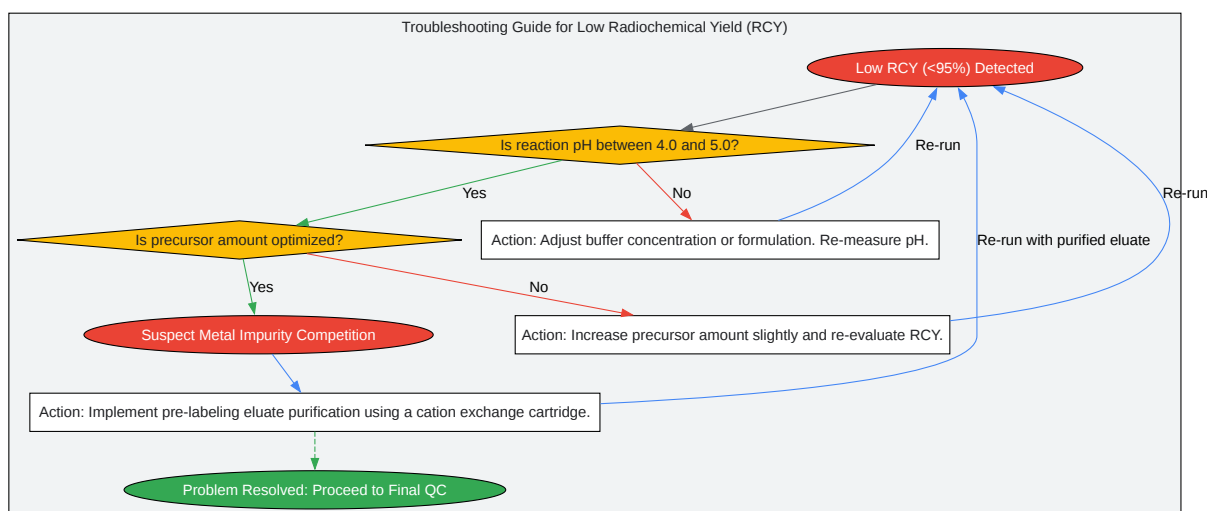 Troubleshooting Guide for Low Radiochemical Yield (RCY)
Low RCY (<95%) Detected
Is reaction pH between 4.0 and 5.0?
Re-run
Yes
No
Re-run
Is precursor amount optimized?
Action: Adjust buffer concentration or formulation. Re-measure pH.
Re-run with purified eluate
Yes
No
Suspect Metal Impurity Competition
Action: Increase precursor amount slightly and re-evaluate RCY.
Action: Implement pre-labeling eluate purification using a cation exchange cartridge.
Problem Resolved: Proceed to Final QC